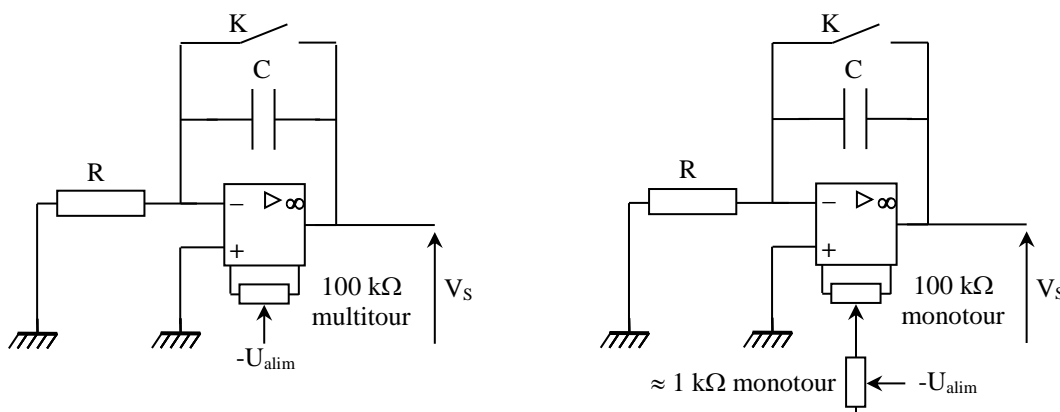 K
C
R
− ▷ ∞
+
100 kΩ
multitour
V_S
-U_alim
K
C
R
− ▷ ∞
+
100 kΩ
monotour
V_S
≈ 1 kΩ monotour
-U_alim